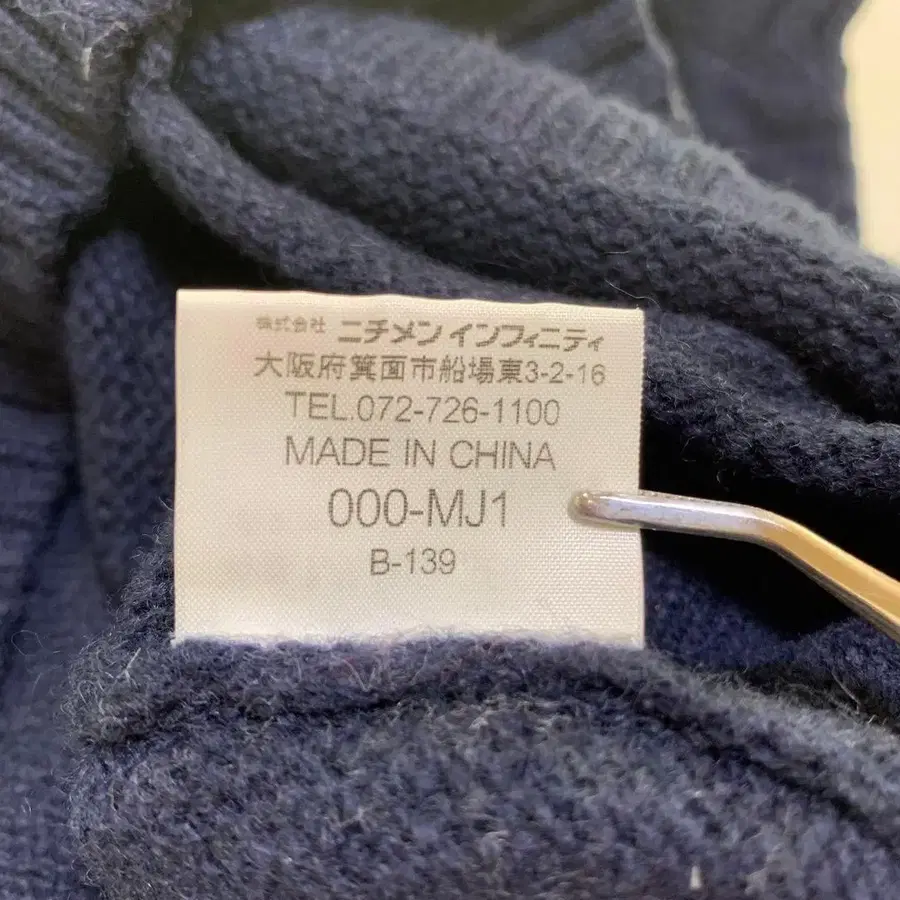 株式会社 ニチメン インフィニティ
大阪府箕面市船場東3-2-16
TEL.072-726-1100
MADE IN CHINA
000-MJ1
B-139